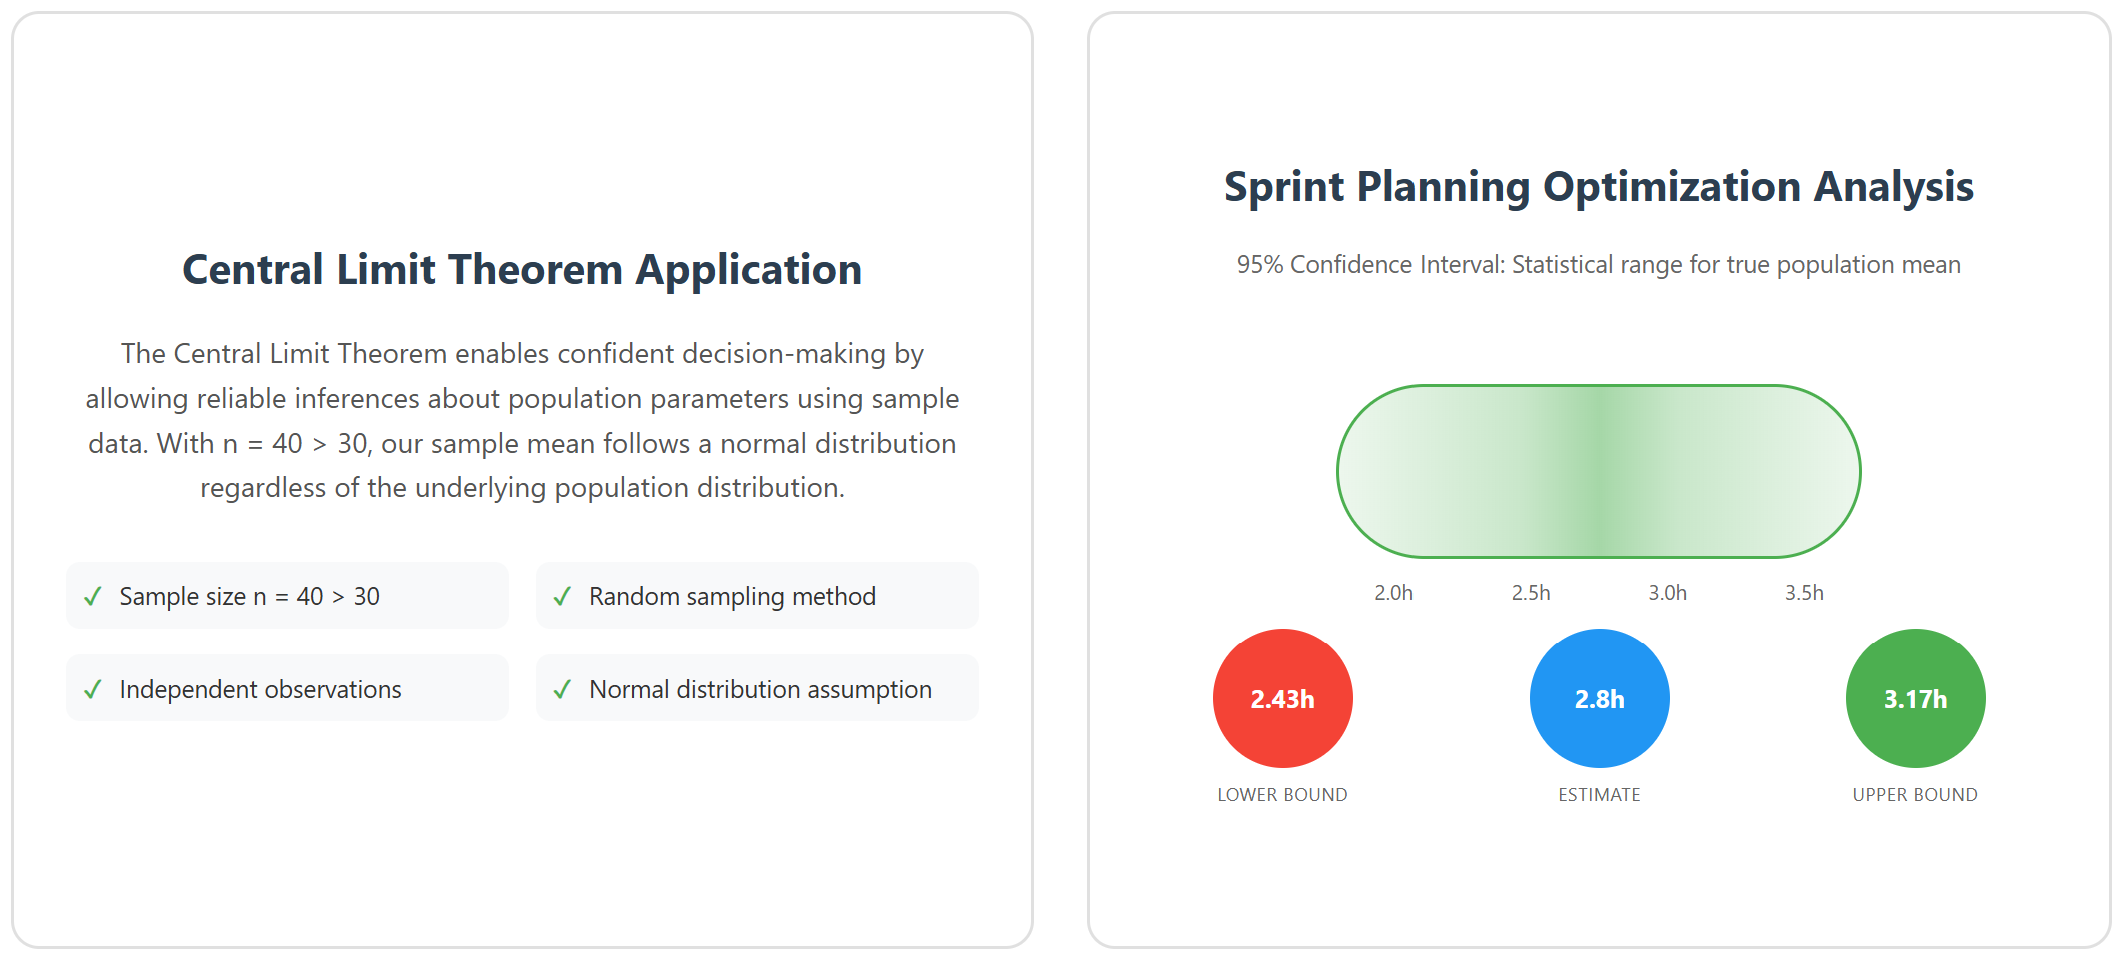 Central Limit Theorem Application
The Central Limit Theorem enables confident decision-making by
allowing reliable inferences about population parameters using sample
data. With n = 40 > 30, our sample mean follows a normal distribution
regardless of the underlying population distribution.
✓ Sample size n = 40 > 30
✓ Random sampling method
✓ Independent observations
✓ Normal distribution assumption
Sprint Planning Optimization Analysis
95% Confidence Interval: Statistical range for true population mean
2.0h 2.5h 3.0h 3.5h
2.43h 2.8h 3.17h
LOWER BOUND ESTIMATE UPPER BOUND